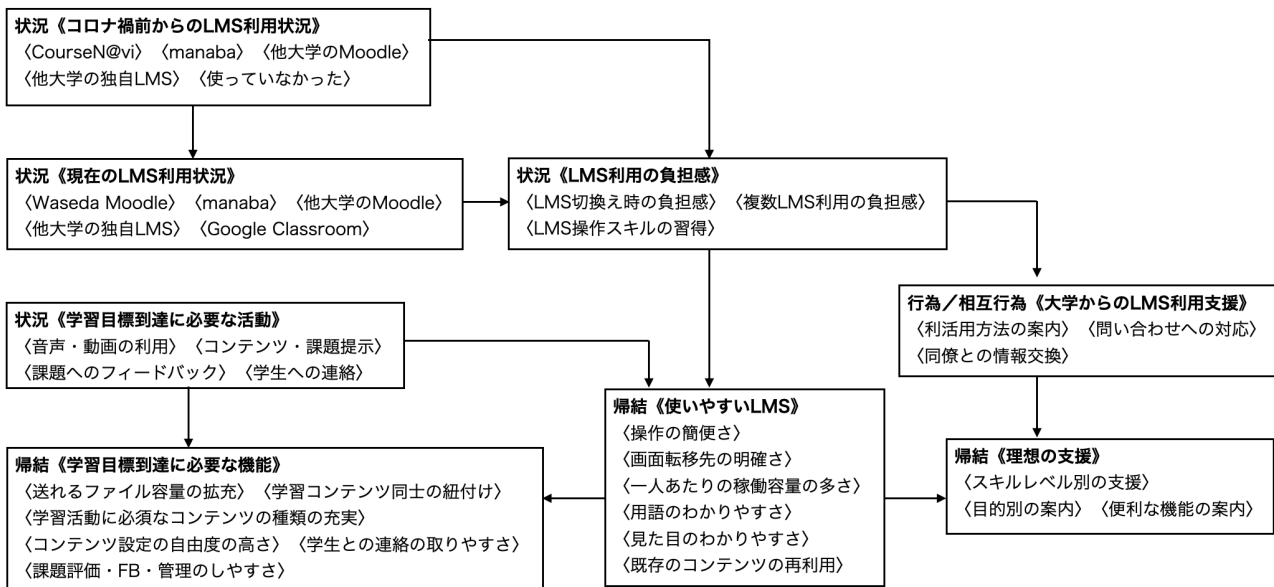 状況《コロナ禍前からのLMS利用状況》
〈CourseN@vi〉〈manaba〉〈他大学のMoodle〉
〈他大学の独自LMS〉〈使っていなかった〉
状況《現在のLMS利用状況》
〈Waseda Moodle〉〈manaba〉〈他大学のMoodle〉
〈他大学の独自LMS〉〈Google Classroom〉
状況《LMS利用の負担感》
〈LMS切換え時の負担感〉〈複数LMS利用の負担感〉
〈LMS操作スキルの習得〉
行為／相互行為《大学からのLMS利用支援》
〈利活用方法の案内〉〈問い合わせへの対応〉
〈同僚との情報交換〉
状況《学習目標到達に必要な活動》
〈音声・動画の利用〉〈コンテンツ・課題提示〉
〈課題へのフィードバック〉〈学生への連絡〉
帰結《使いやすいLMS》
〈操作の簡便さ〉
〈画面転移先の明確さ〉
〈一人あたりの稼働容量の多さ〉
〈用語のわかりやすさ〉
〈見た目のわかりやすさ〉
〈既存のコンテンツの再利用〉
帰結《学習目標到達に必要な機能》
〈送れるファイル容量の拡充〉〈学習コンテンツ同士の紐付け〉
〈学習活動に必須なコンテンツの種類の充実〉
〈コンテンツ設定の自由度の高さ〉〈学生との連絡の取りやすさ〉
〈課題評価・FB・管理のしやすさ〉
帰結《理想の支援》
〈スキルレベル別の支援〉
〈目的別の案内〉〈便利な機能の案内〉